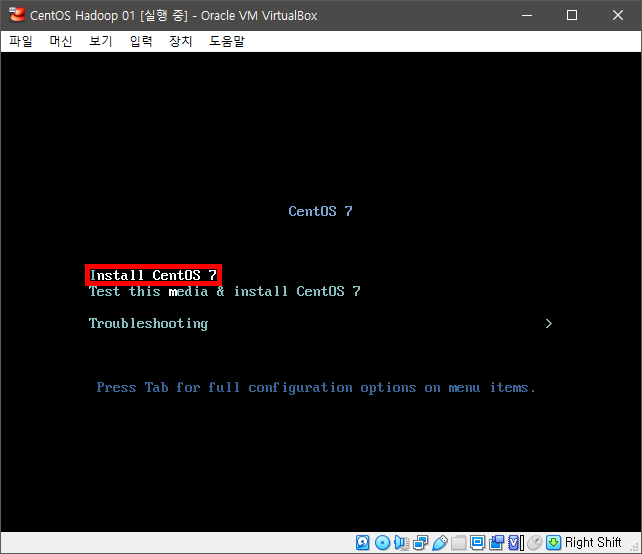 CentOS Hadoop 01 [실행 중] - Oracle VM VirtualBox
파일 머신 보기 입력 장치 도움말
CentOS 7
Install CentOS 7
Test this media & install CentOS 7
Troubleshooting >
Press Tab for full configuration options on menu items.
Right Shift